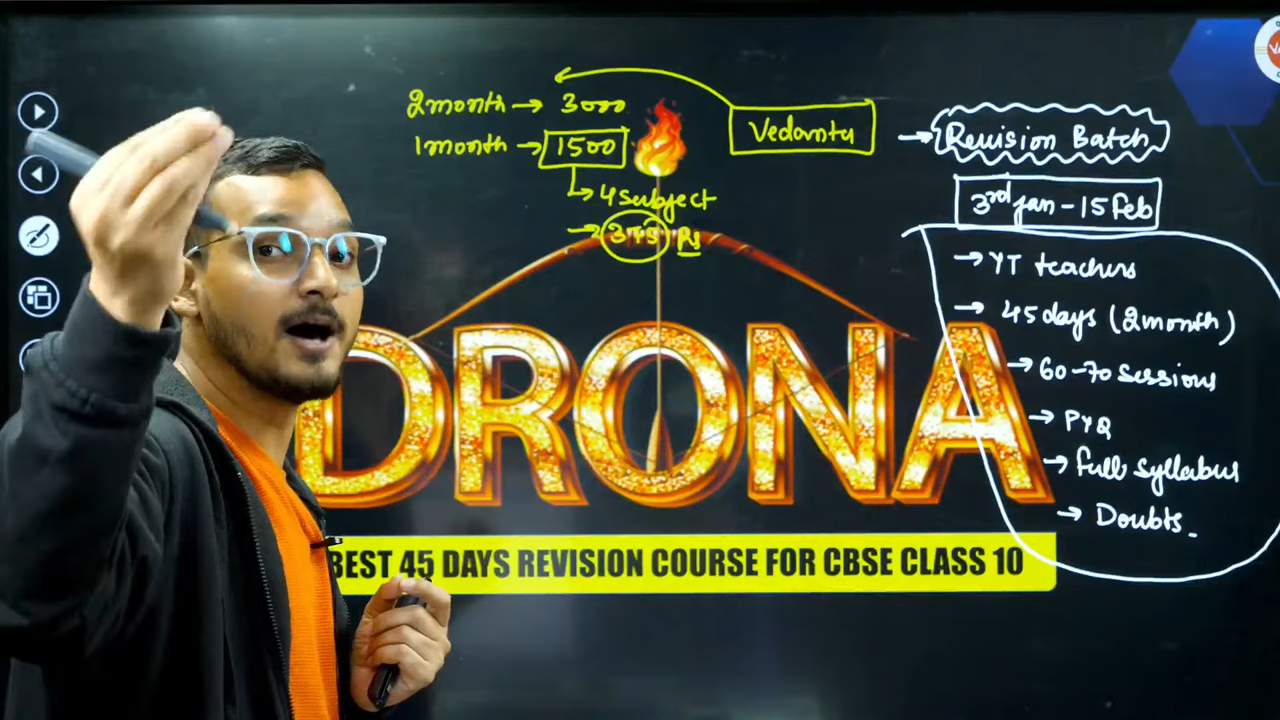 2month → 3000
1month → 1500
→ 4 subject
→ 375 Rs
Vedantu
→ Revision Batch
3rd jan - 15 Feb
→ YT teachers
→ 45 days (2month)
→ 60-70 Sessions
→ PYQ
→ Full Syllabus
→ Doubts.
DRONA
BEST 45 DAYS REVISION COURSE FOR CBSE CLASS 10